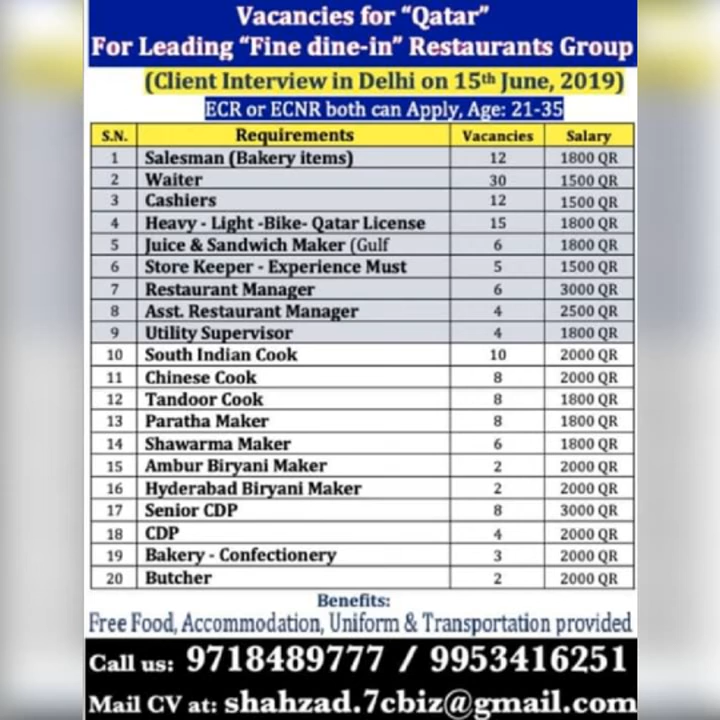 Vacancies for "Qatar"
For Leading "Fine dine-in" Restaurants Group
(Client Interview in Delhi on 15th June, 2019)
ECR or ECNR both can Apply, Age: 21-35
S.N. Requirements Vacancies Salary
1 Salesman (Bakery items) 12 1800 QR
2 Waiter 30 1500 QR
3 Cashiers 12 1500 QR
4 Heavy - Light -Bike- Qatar License 15 1800 QR
5 Juice & Sandwich Maker (Gulf 6 1800 QR
6 Store Keeper - Experience Must 5 1500 QR
7 Restaurant Manager 6 3000 QR
8 Asst. Restaurant Manager 4 2500 QR
9 Utility Supervisor 4 1800 QR
10 South Indian Cook 10 2000 QR
11 Chinese Cook 8 2000 QR
12 Tandoor Cook 8 1800 QR
13 Paratha Maker 8 1800 QR
14 Shawarma Maker 6 1800 QR
15 Ambur Biryani Maker 2 2000 QR
16 Hyderabad Biryani Maker 2 2000 QR
17 Senior CDP 8 3000 QR
18 CDP 4 2000 QR
19 Bakery - Confectionery 3 2000 QR
20 Butcher 2 2000 QR
Benefits:
Free Food, Accommodation, Uniform & Transportation provided
Call us: 9718489777 / 9953416251
Mail CV at: shahzad.7cbiz@gmail.com